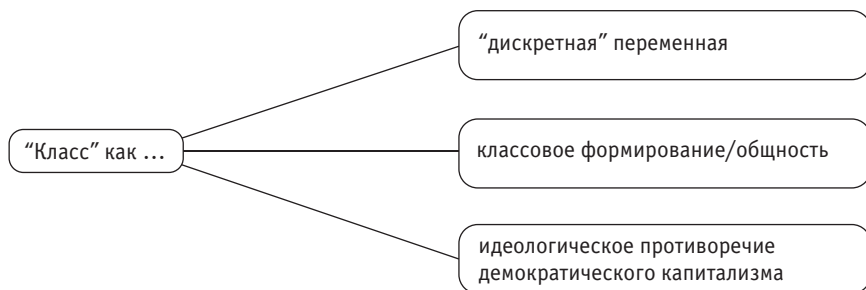 “дискретная” переменная
“Класс” как ...
классовое формирование/общность
идеологическое противоречие
демократического капитализма